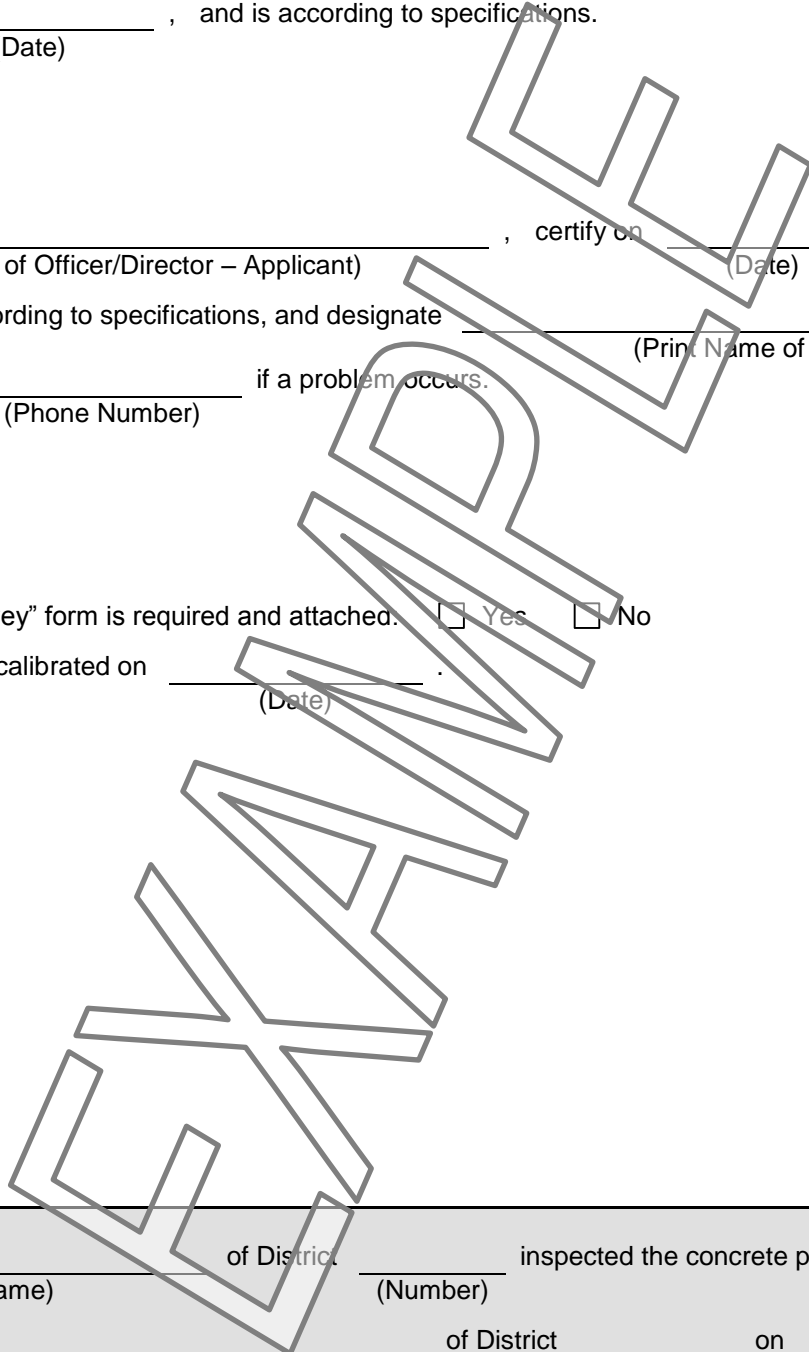 , and is according to specifications.
Date)
, certify on
of Officer/Director – Applicant) (Date)
ording to specifications, and designate
(Print Name of
if a problem occurs.
(Phone Number)
ey” form is required and attached. ☐ Yes ☐ No
calibrated on .
(Date)
EXAMPLE
of District inspected the concrete p
ame) (Number)
of District on